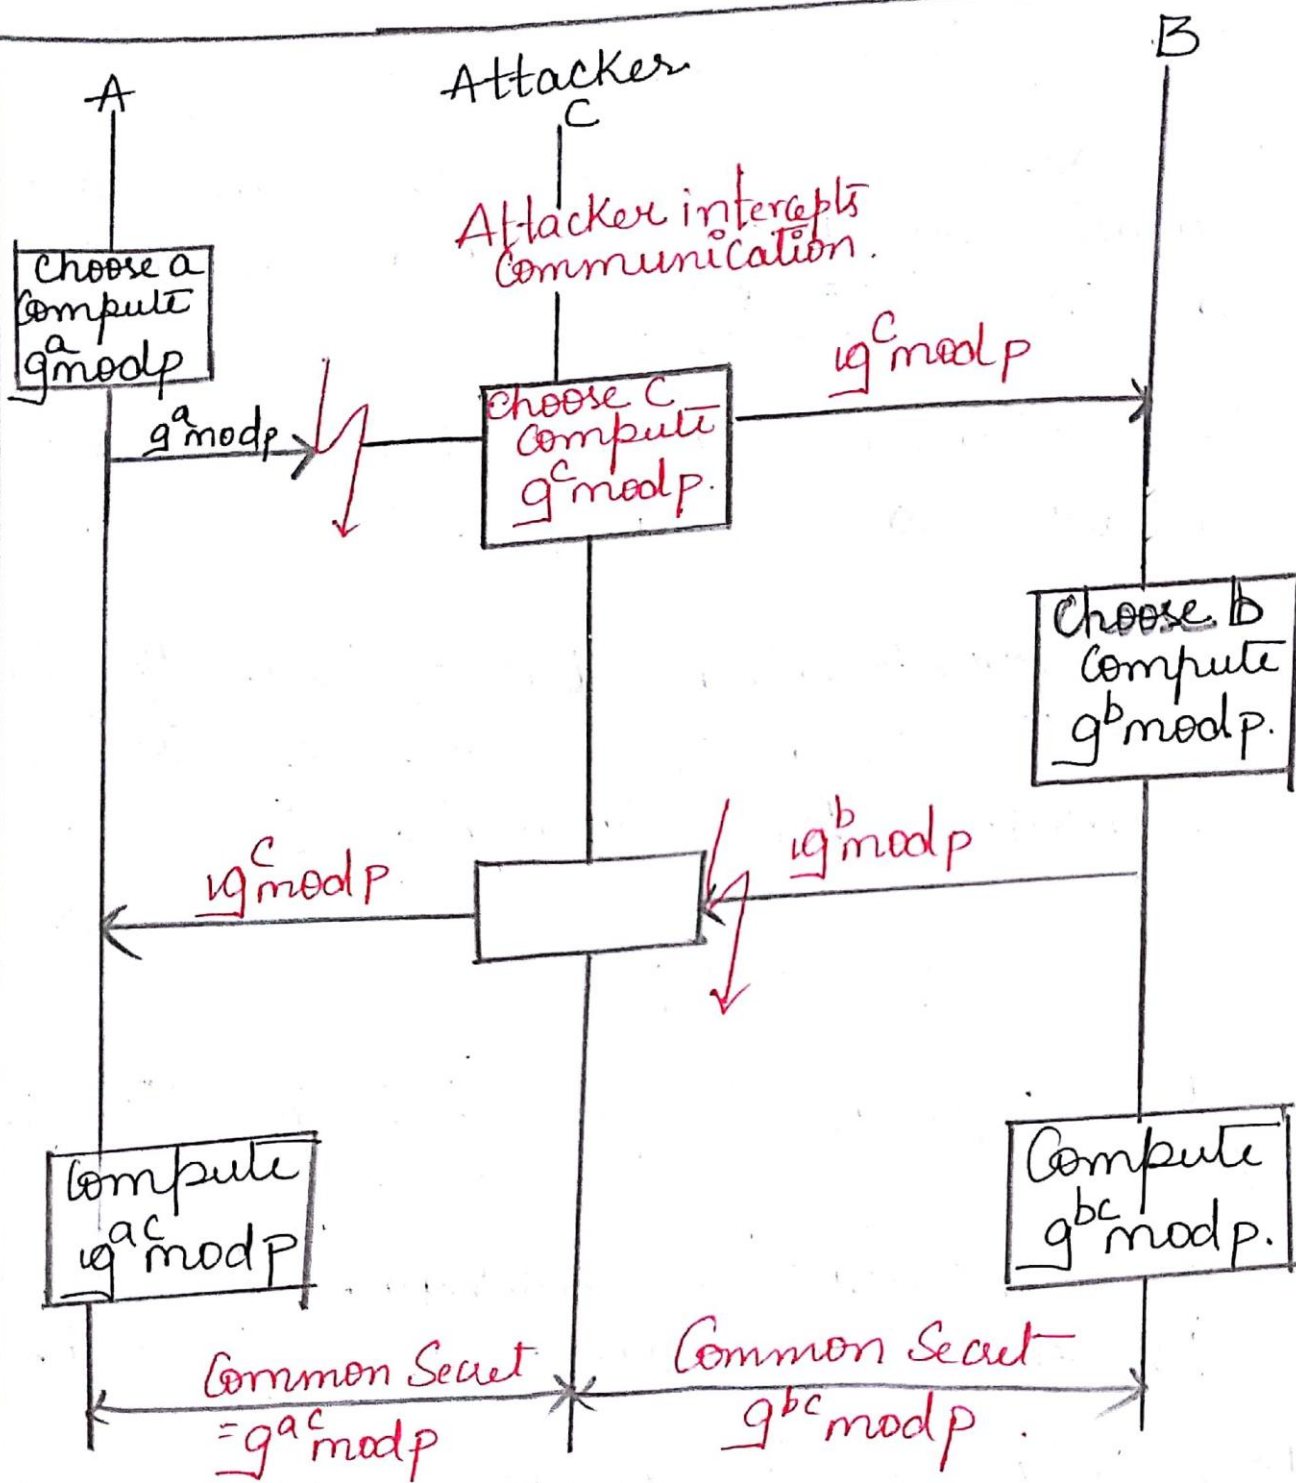 A
Attacker
C
B
Attacker intercepts
Communication.
Choose a
Compute
g^a mod p
g^a mod p
Choose C
Compute
g^c mod p.
g^c mod p
Choose b
Compute
g^b mod p.
g^b mod p
g^c mod p
Compute
g^ac mod p
Compute
g^bc mod p.
Common Secret
= g^ac mod p
Common Secret
g^bc mod p.